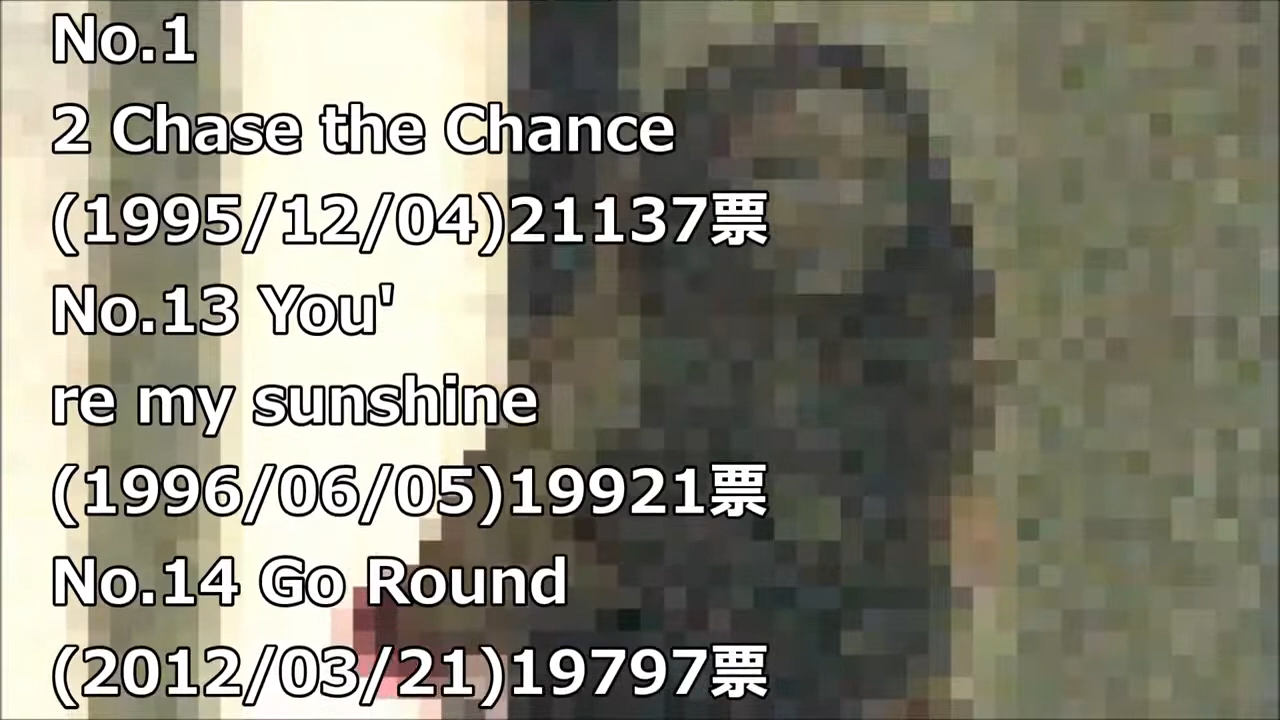 No.1
2 Chase the Chance
(1995/12/04)21137票
No.13 You'
re my sunshine
(1996/06/05)19921票
No.14 Go Round
(2012/03/21)19797票